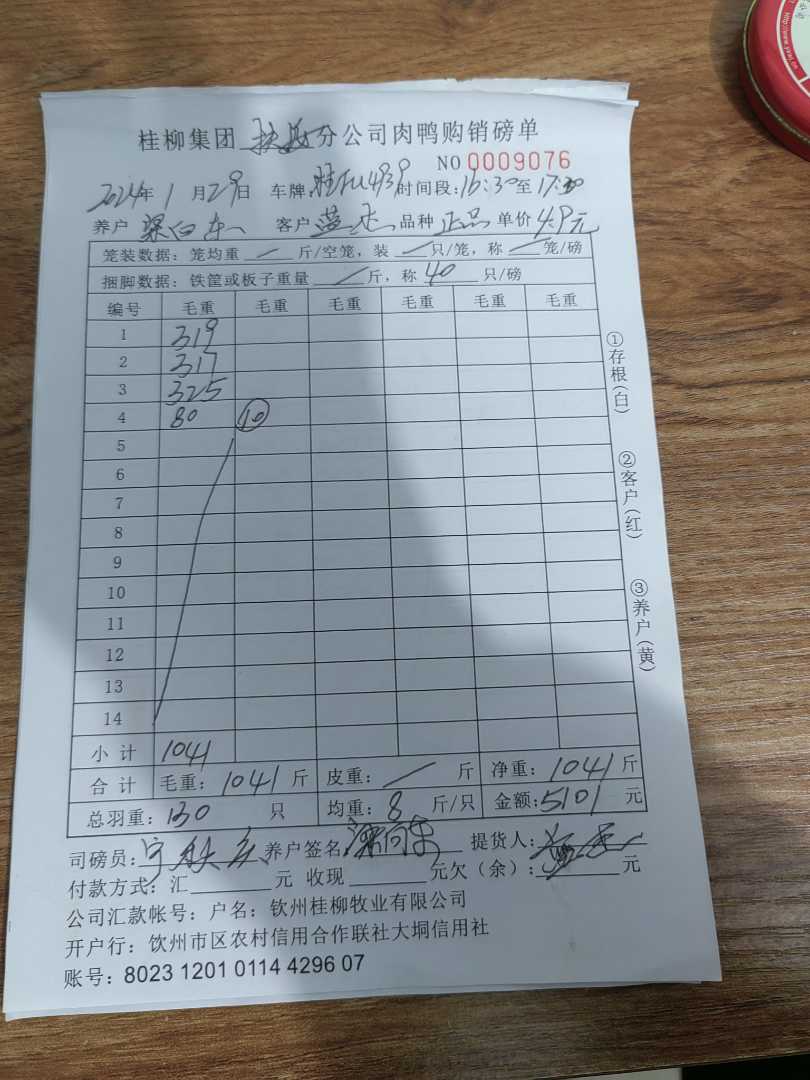 桂柳集团 分公司肉鸭购销磅单
NO 0009076
2024年 1 月 29 日 车牌: 时间段: 16:30 至 17:30
养户 客户 蓝 品种 正品 单价 4.9元
笼装数据: 笼均重 / 斤/空笼, 装 / 只/笼, 称 / 笼/磅
捆脚数据: 铁筐或板子重量 / 斤, 称 40 只/磅
编号 毛重 毛重 毛重 毛重 毛重 毛重
1 319
2 317
3 325
4 80 10
5
6
7
8
9
10
11
12
13
14
小计 1041
合计 毛重: 1041 斤 皮重: / 斤 净重: 1041 斤
总羽重: 130 只 均重: 8 斤/只 金额: 5101 元
司磅员: 养户签名: 提货人:
付款方式: 汇 元 收现 元欠(余): 元
公司汇款帐号: 户名: 钦州桂柳牧业有限公司
开户行: 钦州市区农村信用合作联社大垌信用社
账号: 8023 1201 0114 4296 07
①存根(白)
②客户(红)
③养户(黄)